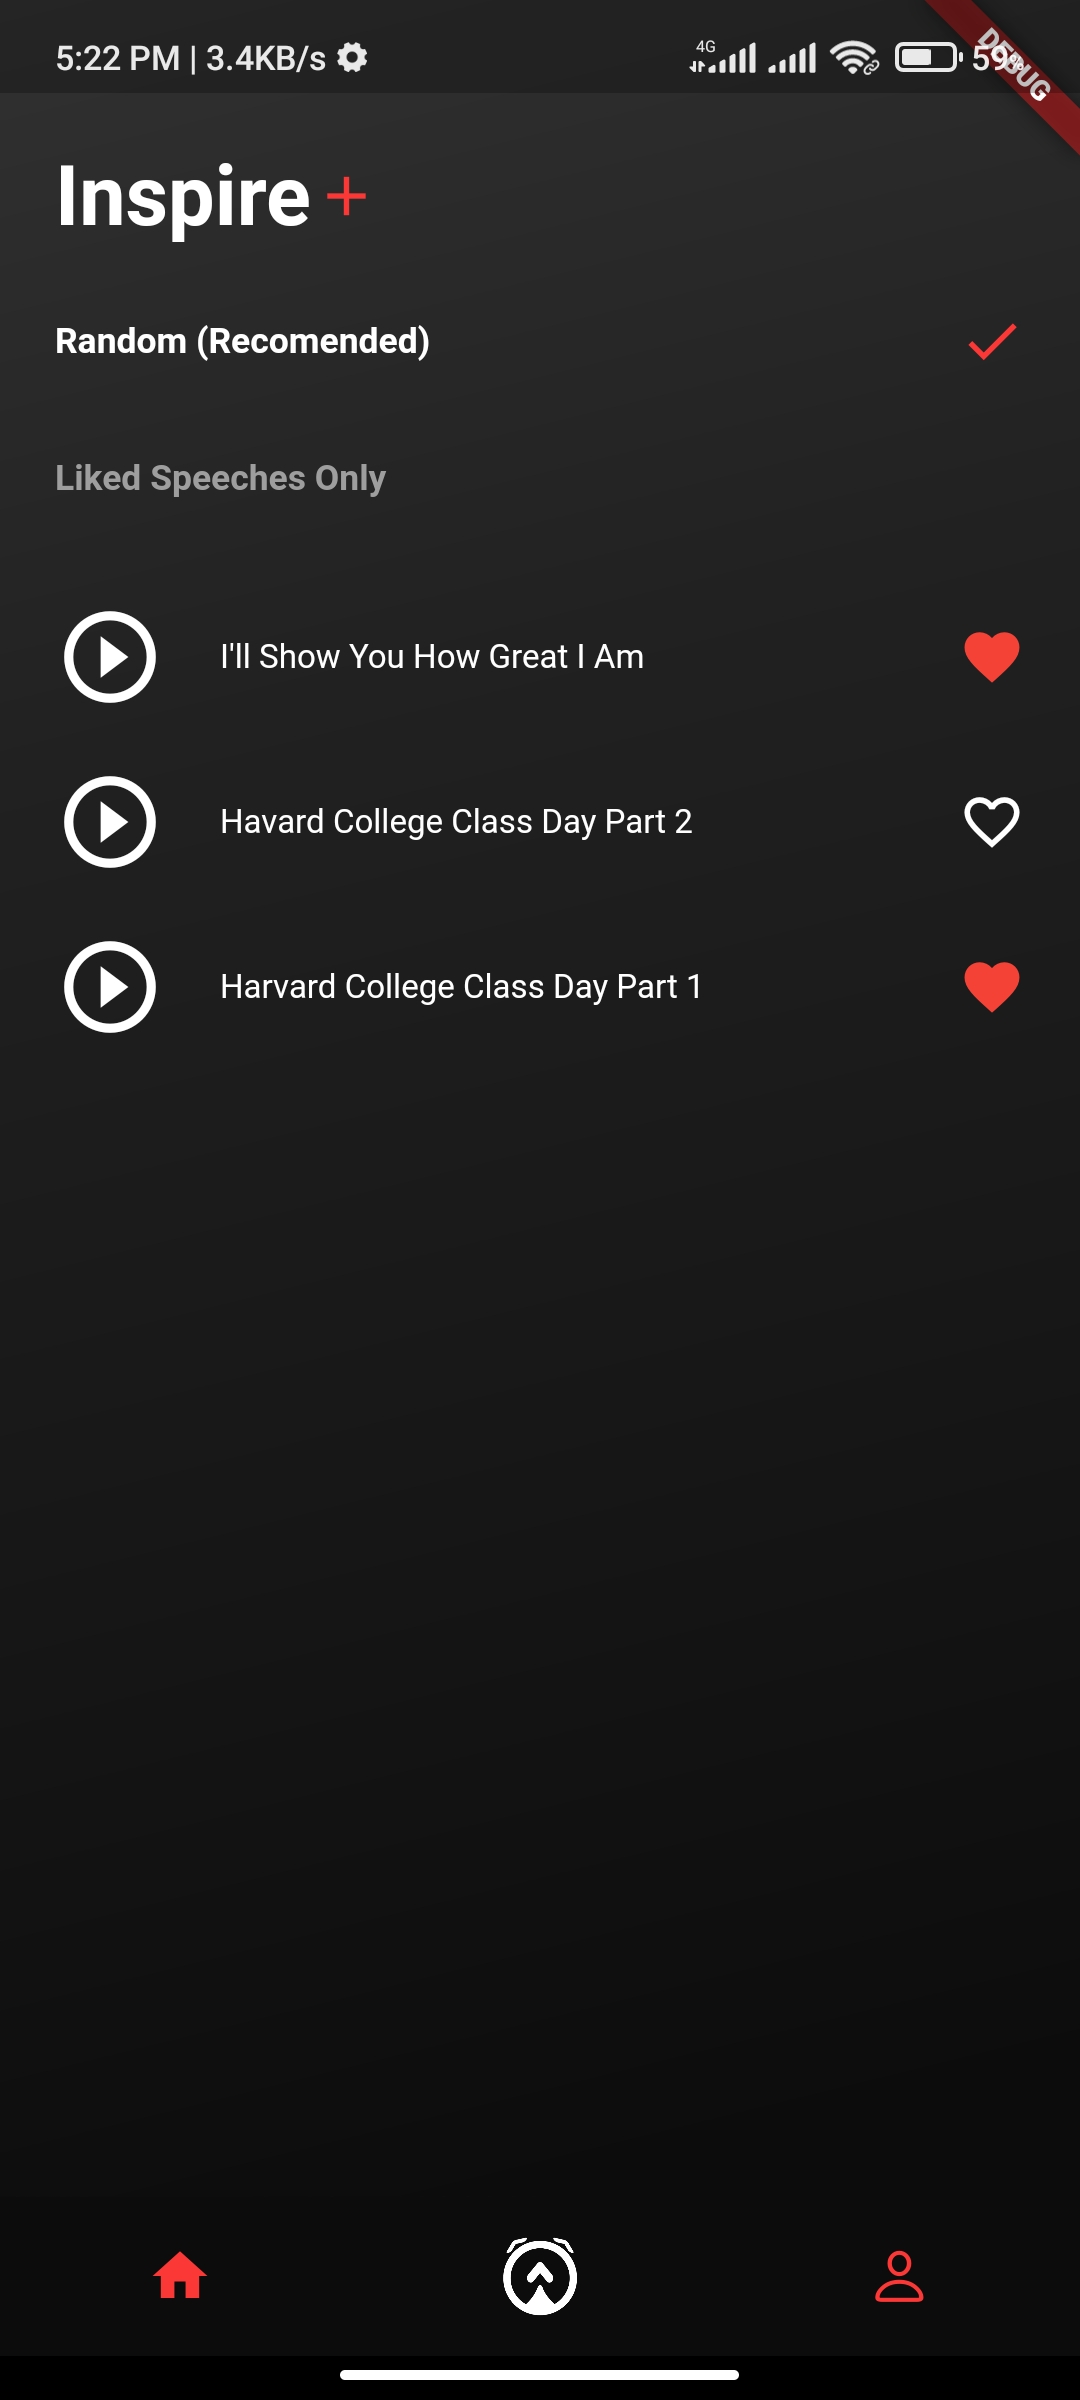 5:22 PM | 3.4KB/s
4G
59
DEBUG
Inspire +
Random (Recomended)
Liked Speeches Only
I'll Show You How Great I Am
Havard College Class Day Part 2
Harvard College Class Day Part 1